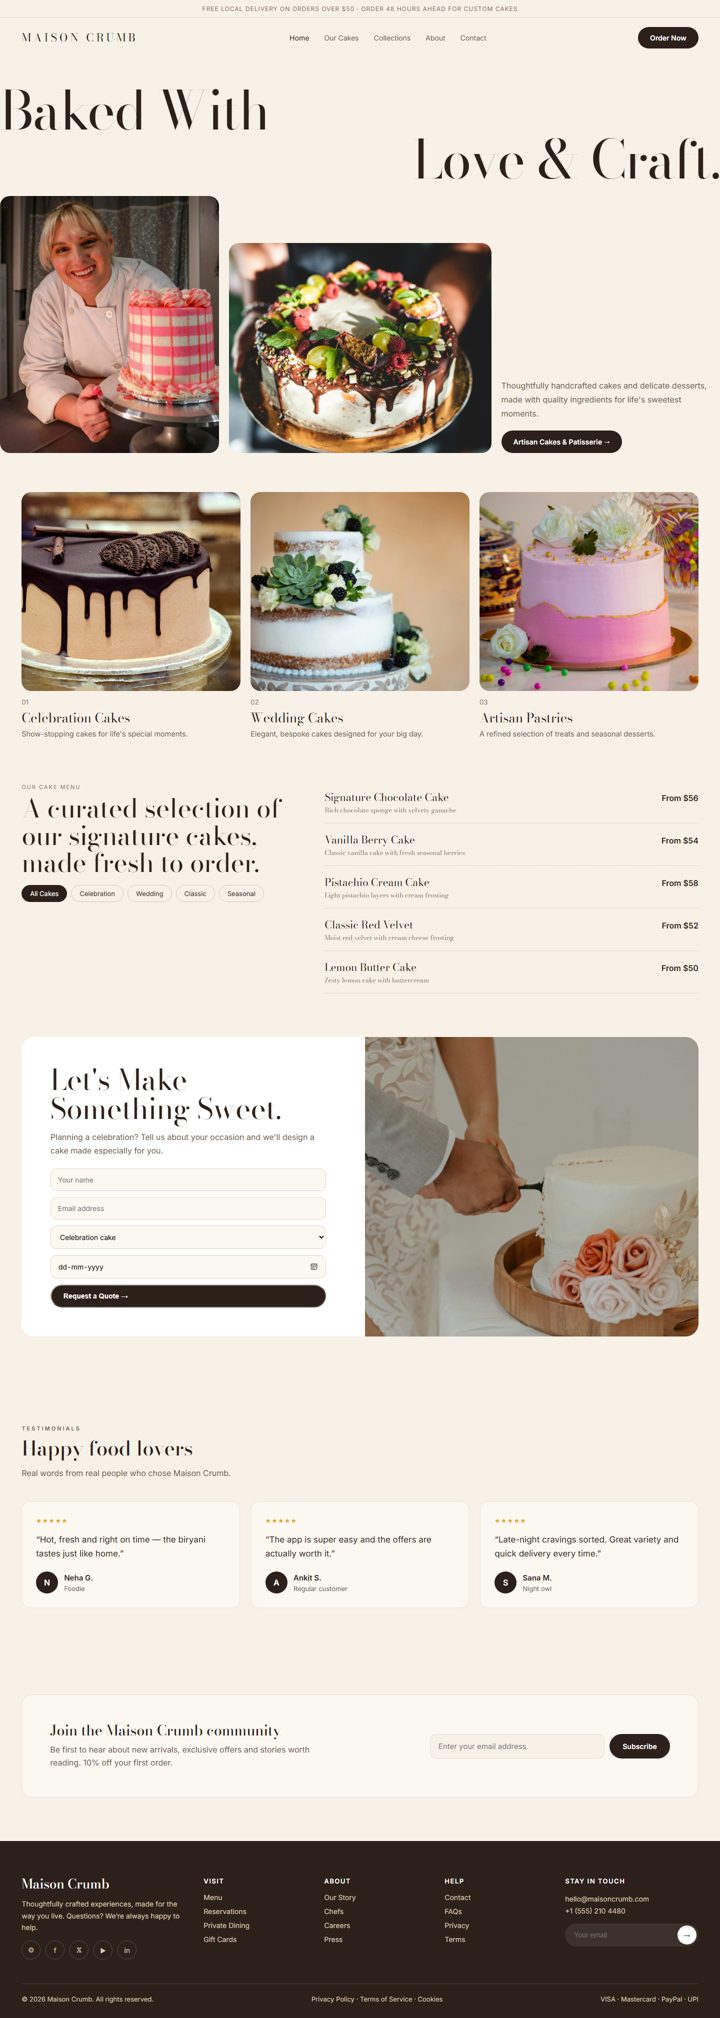 FREE LOCAL DELIVERY ON ORDERS OVER $50 · ORDER 48 HOURS AHEAD FOR CUSTOM CAKES
MAISON CRUMB
Home
Our Cakes
Collections
About
Contact
Order Now
Baked With
Love & Craft.
Thoughtfully handcrafted cakes and delicate desserts,
made with quality ingredients for life's sweetest
moments.
Artisan Cakes & Patisserie →
01
Celebration Cakes
Show-stopping cakes for life's special moments.
02
Wedding Cakes
Elegant, bespoke cakes designed for your big day.
03
Artisan Pastries
A refined selection of treats and seasonal desserts.
OUR CAKE MENU
A curated selection of
our signature cakes.
made fresh to order.
All Cakes
Celebration
Wedding
Classic
Seasonal
Signature Chocolate Cake
Rich chocolate sponge with velvety ganache
From $56
Vanilla Berry Cake
Classic vanilla cake with fresh seasonal berries
From $54
Pistachio Cream Cake
Light pistachio layers with cream frosting
From $58
Classic Red Velvet
Moist red velvet with cream cheese frosting
From $52
Lemon Butter Cake
Zesty lemon cake with buttercream
From $50
Let's Make
Something Sweet.
Planning a celebration? Tell us about your occasion and we'll design a
cake made especially for you.
Your name
Email address
Celebration cake
dd-mm-yyyy
Request a Quote →
TESTIMONIALS
Happy food lovers
Real words from real people who chose Maison Crumb.
★★★★★
“Hot, fresh and right on time — the biryani
tastes just like home.”
N
Neha G.
Foodie
★★★★★
“The app is super easy and the offers are
actually worth it.”
A
Ankit S.
Regular customer
★★★★★
“Late-night cravings sorted. Great variety and
quick delivery every time.”
S
Sana M.
Night owl
Join the Maison Crumb community
Be first to hear about new arrivals, exclusive offers and stories worth
reading. 10% off your first order.
Enter your email address
Subscribe
Maison Crumb
Thoughtfully crafted experiences, made for the
way you live. Questions? We're always happy to
help.
f
𝕏
▶
in
VISIT
Menu
Reservations
Private Dining
Gift Cards
ABOUT
Our Story
Chefs
Careers
Press
HELP
Contact
FAQs
Privacy
Terms
STAY IN TOUCH
hello@maisoncrumb.com
+1 (555) 210 4480
Your email
→
© 2026 Maison Crumb. All rights reserved.
Privacy Policy · Terms of Service · Cookies
VISA · Mastercard · PayPal · UPI